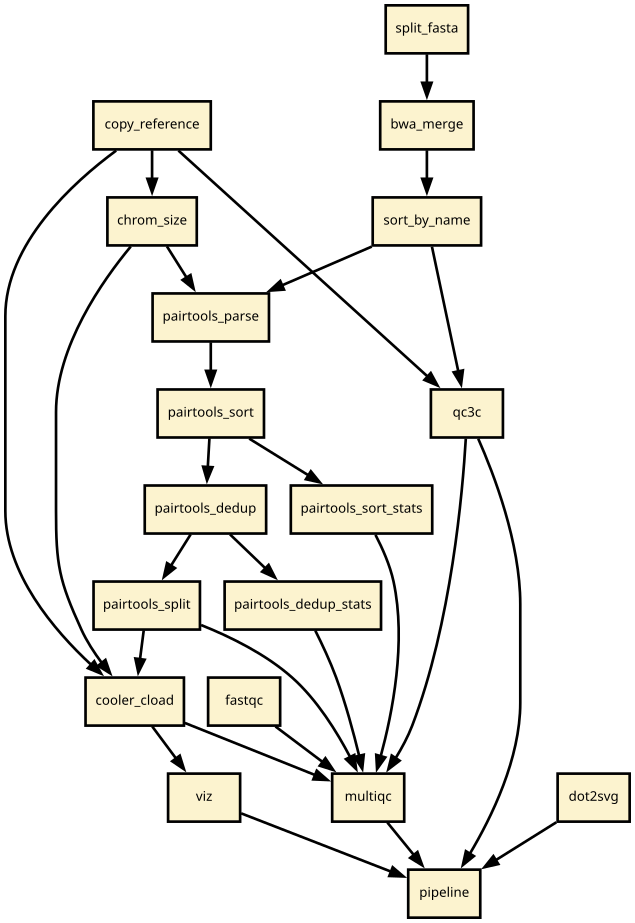 split_fasta
copy_reference
bwa_merge
chrom_size
sort_by_name
pairtools_parse
pairtools_sort
qc3c
pairtools_dedup
pairtools_sort_stats
pairtools_split
pairtools_dedup_stats
cooler_cload
fastqc
viz
multiqc
dot2svg
pipeline